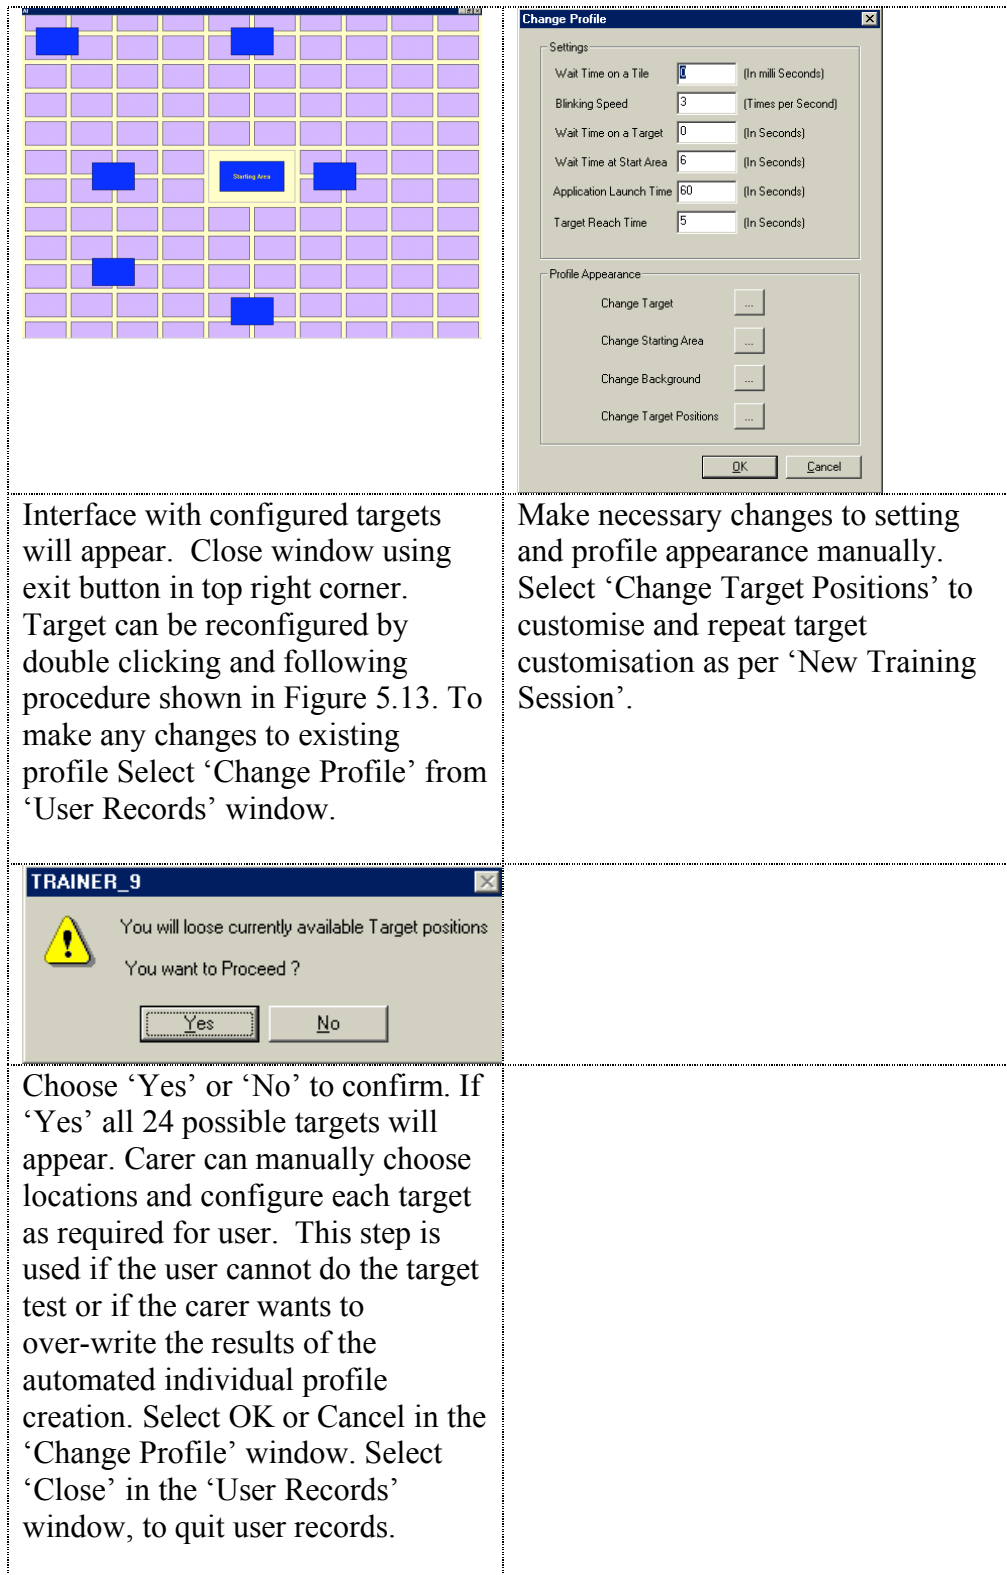 Starting Area
Change Profile
Settings
Wait Time on a Tile 0 (In milli Seconds)
Blinking Speed 3 (Times per Second)
Wait Time on a Target 0 (In Seconds)
Wait Time at Start Area 6 (In Seconds)
Application Launch Time 60 (In Seconds)
Target Reach Time 5 (In Seconds)
Profile Appearance
Change Target ...
Change Starting Area ...
Change Background ...
Change Target Positions ...
OK Cancel
Interface with configured targets
will appear. Close window using
exit button in top right corner.
Target can be reconfigured by
double clicking and following
procedure shown in Figure 5.13. To
make any changes to existing
profile Select ‘Change Profile’ from
‘User Records’ window.
Make necessary changes to setting
and profile appearance manually.
Select ‘Change Target Positions’ to
customise and repeat target
customisation as per ‘New Training
Session’.
TRAINER_9
You will loose currently available Target positions
You want to Proceed ?
Yes No
Choose ‘Yes’ or ‘No’ to confirm. If
‘Yes’ all 24 possible targets will
appear. Carer can manually choose
locations and configure each target
as required for user. This step is
used if the user cannot do the target
test or if the carer wants to
over-write the results of the
automated individual profile
creation. Select OK or Cancel in the
‘Change Profile’ window. Select
‘Close’ in the ‘User Records’
window, to quit user records.